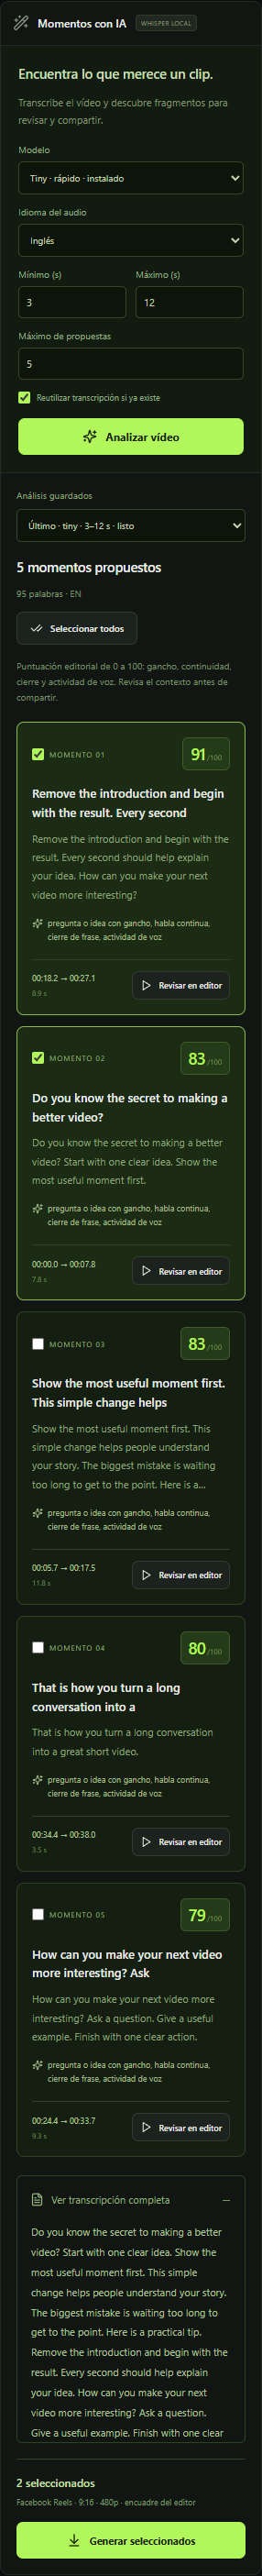 Momentos con IA WHISPER LOCAL
Encuentra lo que merece un clip.
Transcribe el vídeo y descubre fragmentos para
revisar y compartir.
Modelo
Tiny · rápido · instalado
Idioma del audio
Inglés
Mínimo (s) Máximo (s)
3 12
Máximo de propuestas
5
Reutilizar transcripción si ya existe
Analizar vídeo
Análisis guardados
Último · tiny · 3–12 s · listo
5 momentos propuestos
95 palabras · EN
Seleccionar todos
Puntuación editorial de 0 a 100: gancho, continuidad,
cierre y actividad de voz. Revisa el contexto antes de
compartir.
MOMENTO 01 91/100
Remove the introduction and begin
with the result. Every second
Remove the introduction and begin with the
result. Every second should help explain
your idea. How can you make your next
video more interesting?
pregunta o idea con gancho, habla continua,
cierre de frase, actividad de voz
00:18.2 → 00:27.1 Revisar en editor
8.9 s
MOMENTO 02 83/100
Do you know the secret to making a
better video?
Do you know the secret to making a better
video? Start with one clear idea. Show the
most useful moment first.
pregunta o idea con gancho, habla continua,
cierre de frase, actividad de voz
00:00.0 → 00:07.8 Revisar en editor
7.8 s
MOMENTO 03 83/100
Show the most useful moment first.
This simple change helps
Show the most useful moment first. This
simple change helps people understand
your story. The biggest mistake is waiting
too long to get to the point. Here is a...
pregunta o idea con gancho, habla continua,
cierre de frase, actividad de voz
00:05.7 → 00:17.5 Revisar en editor
11.8 s
MOMENTO 04 80/100
That is how you turn a long
conversation into a
That is how you turn a long conversation
into a great short video.
pregunta o idea con gancho, habla continua,
cierre de frase, actividad de voz
00:34.4 → 00:38.0 Revisar en editor
3.5 s
MOMENTO 05 79/100
How can you make your next video
more interesting? Ask
How can you make your next video more
interesting? Ask a question. Give a useful
example. Finish with one clear action.
pregunta o idea con gancho, habla continua,
cierre de frase, actividad de voz
00:24.4 → 00:33.7 Revisar en editor
9.3 s
Ver transcripción completa —
Do you know the secret to making a better
video? Start with one clear idea. Show the
most useful moment first. This simple
change helps people understand your story.
The biggest mistake is waiting too long to
get to the point. Here is a practical tip.
Remove the introduction and begin with the
result. Every second should help explain
your idea. How can you make your next
video more interesting? Ask a question.
Give a useful example. Finish with one clear
2 seleccionados
Facebook Reels · 9:16 · 480p · encuadre del editor
Generar seleccionados